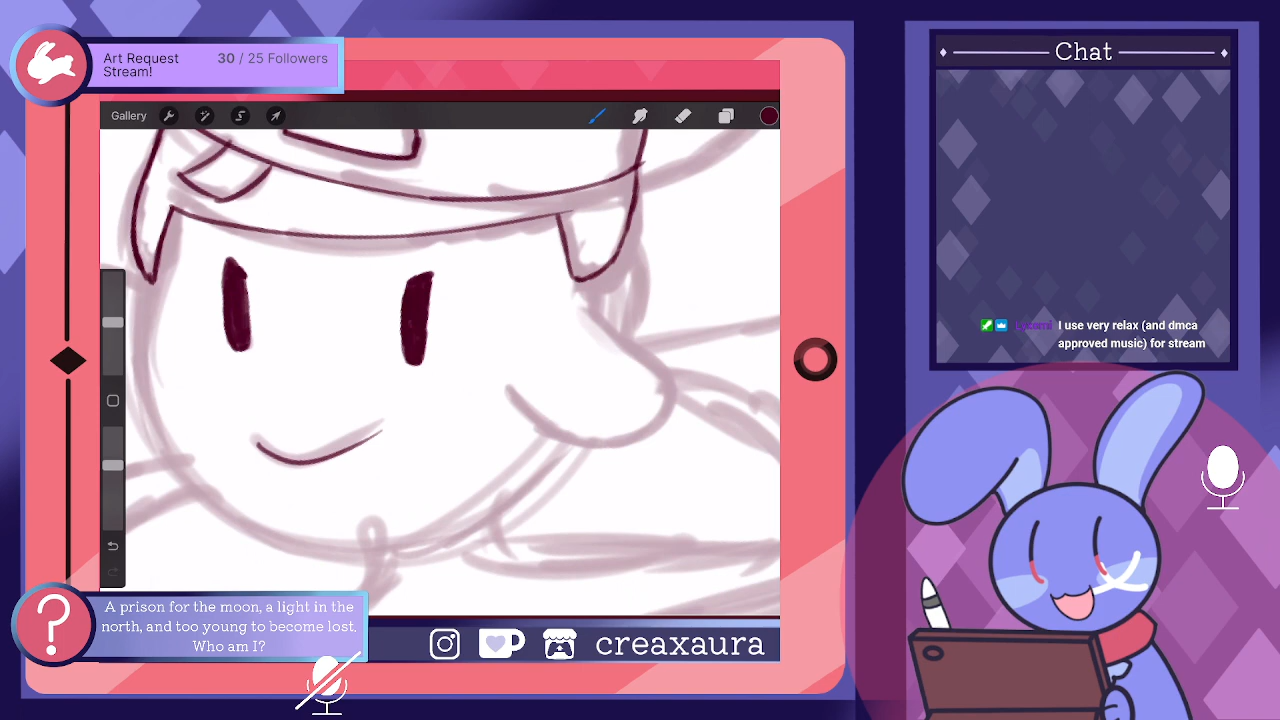 Art Request
Stream!
30 / 25 Followers
Chat
Gallery
I use very relax (and dmca
approved music) for stream
A prison for the moon, a light in the
north, and too young to become lost.
Who am I?
creaxaura